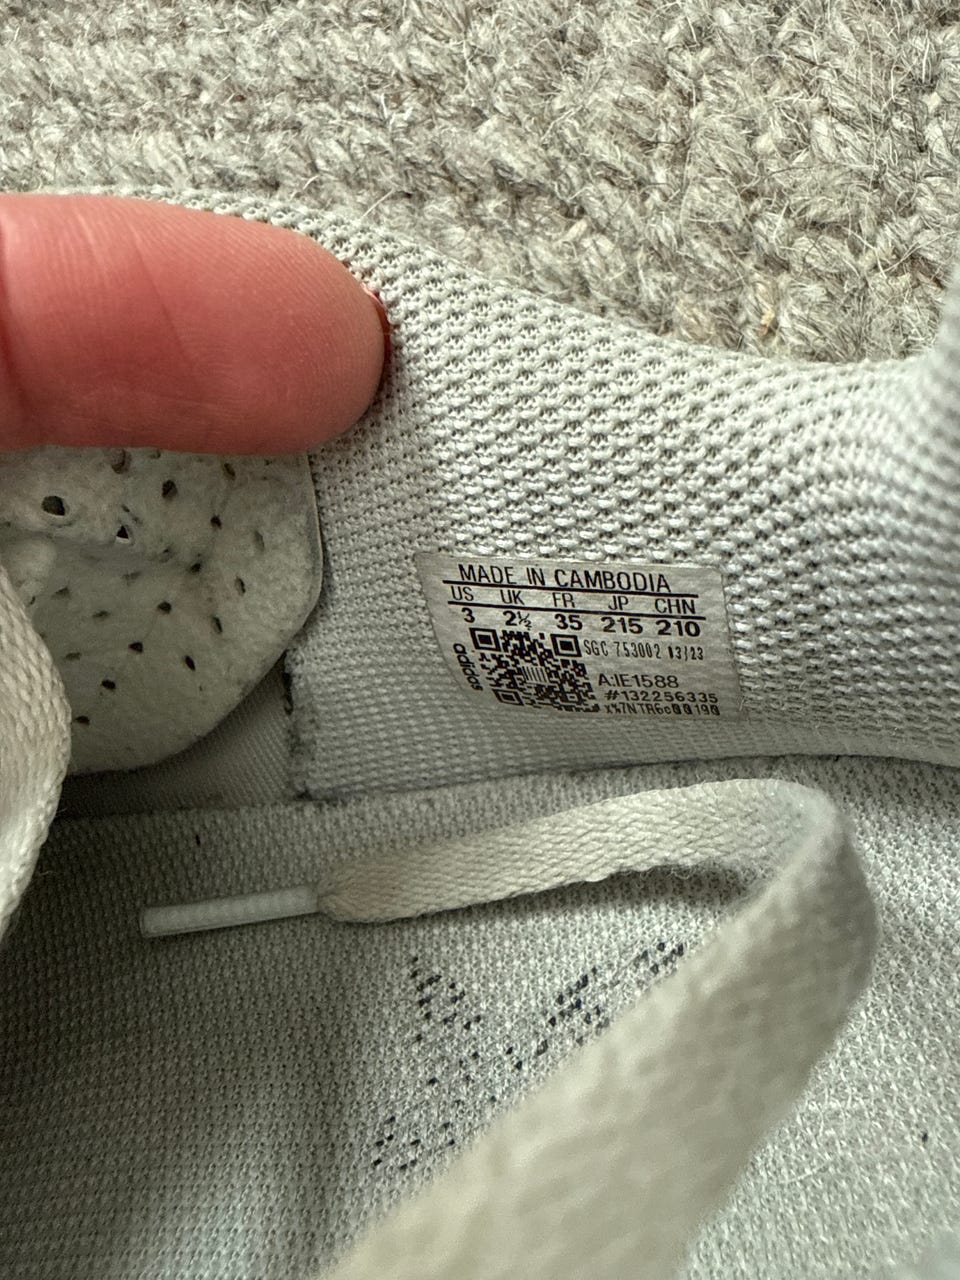 MADE IN CAMBODIA
US UK FR JP CHN
3 2½ 35 215 210
adidas
SGC 753002 03/23
A:IE1588
#132256335